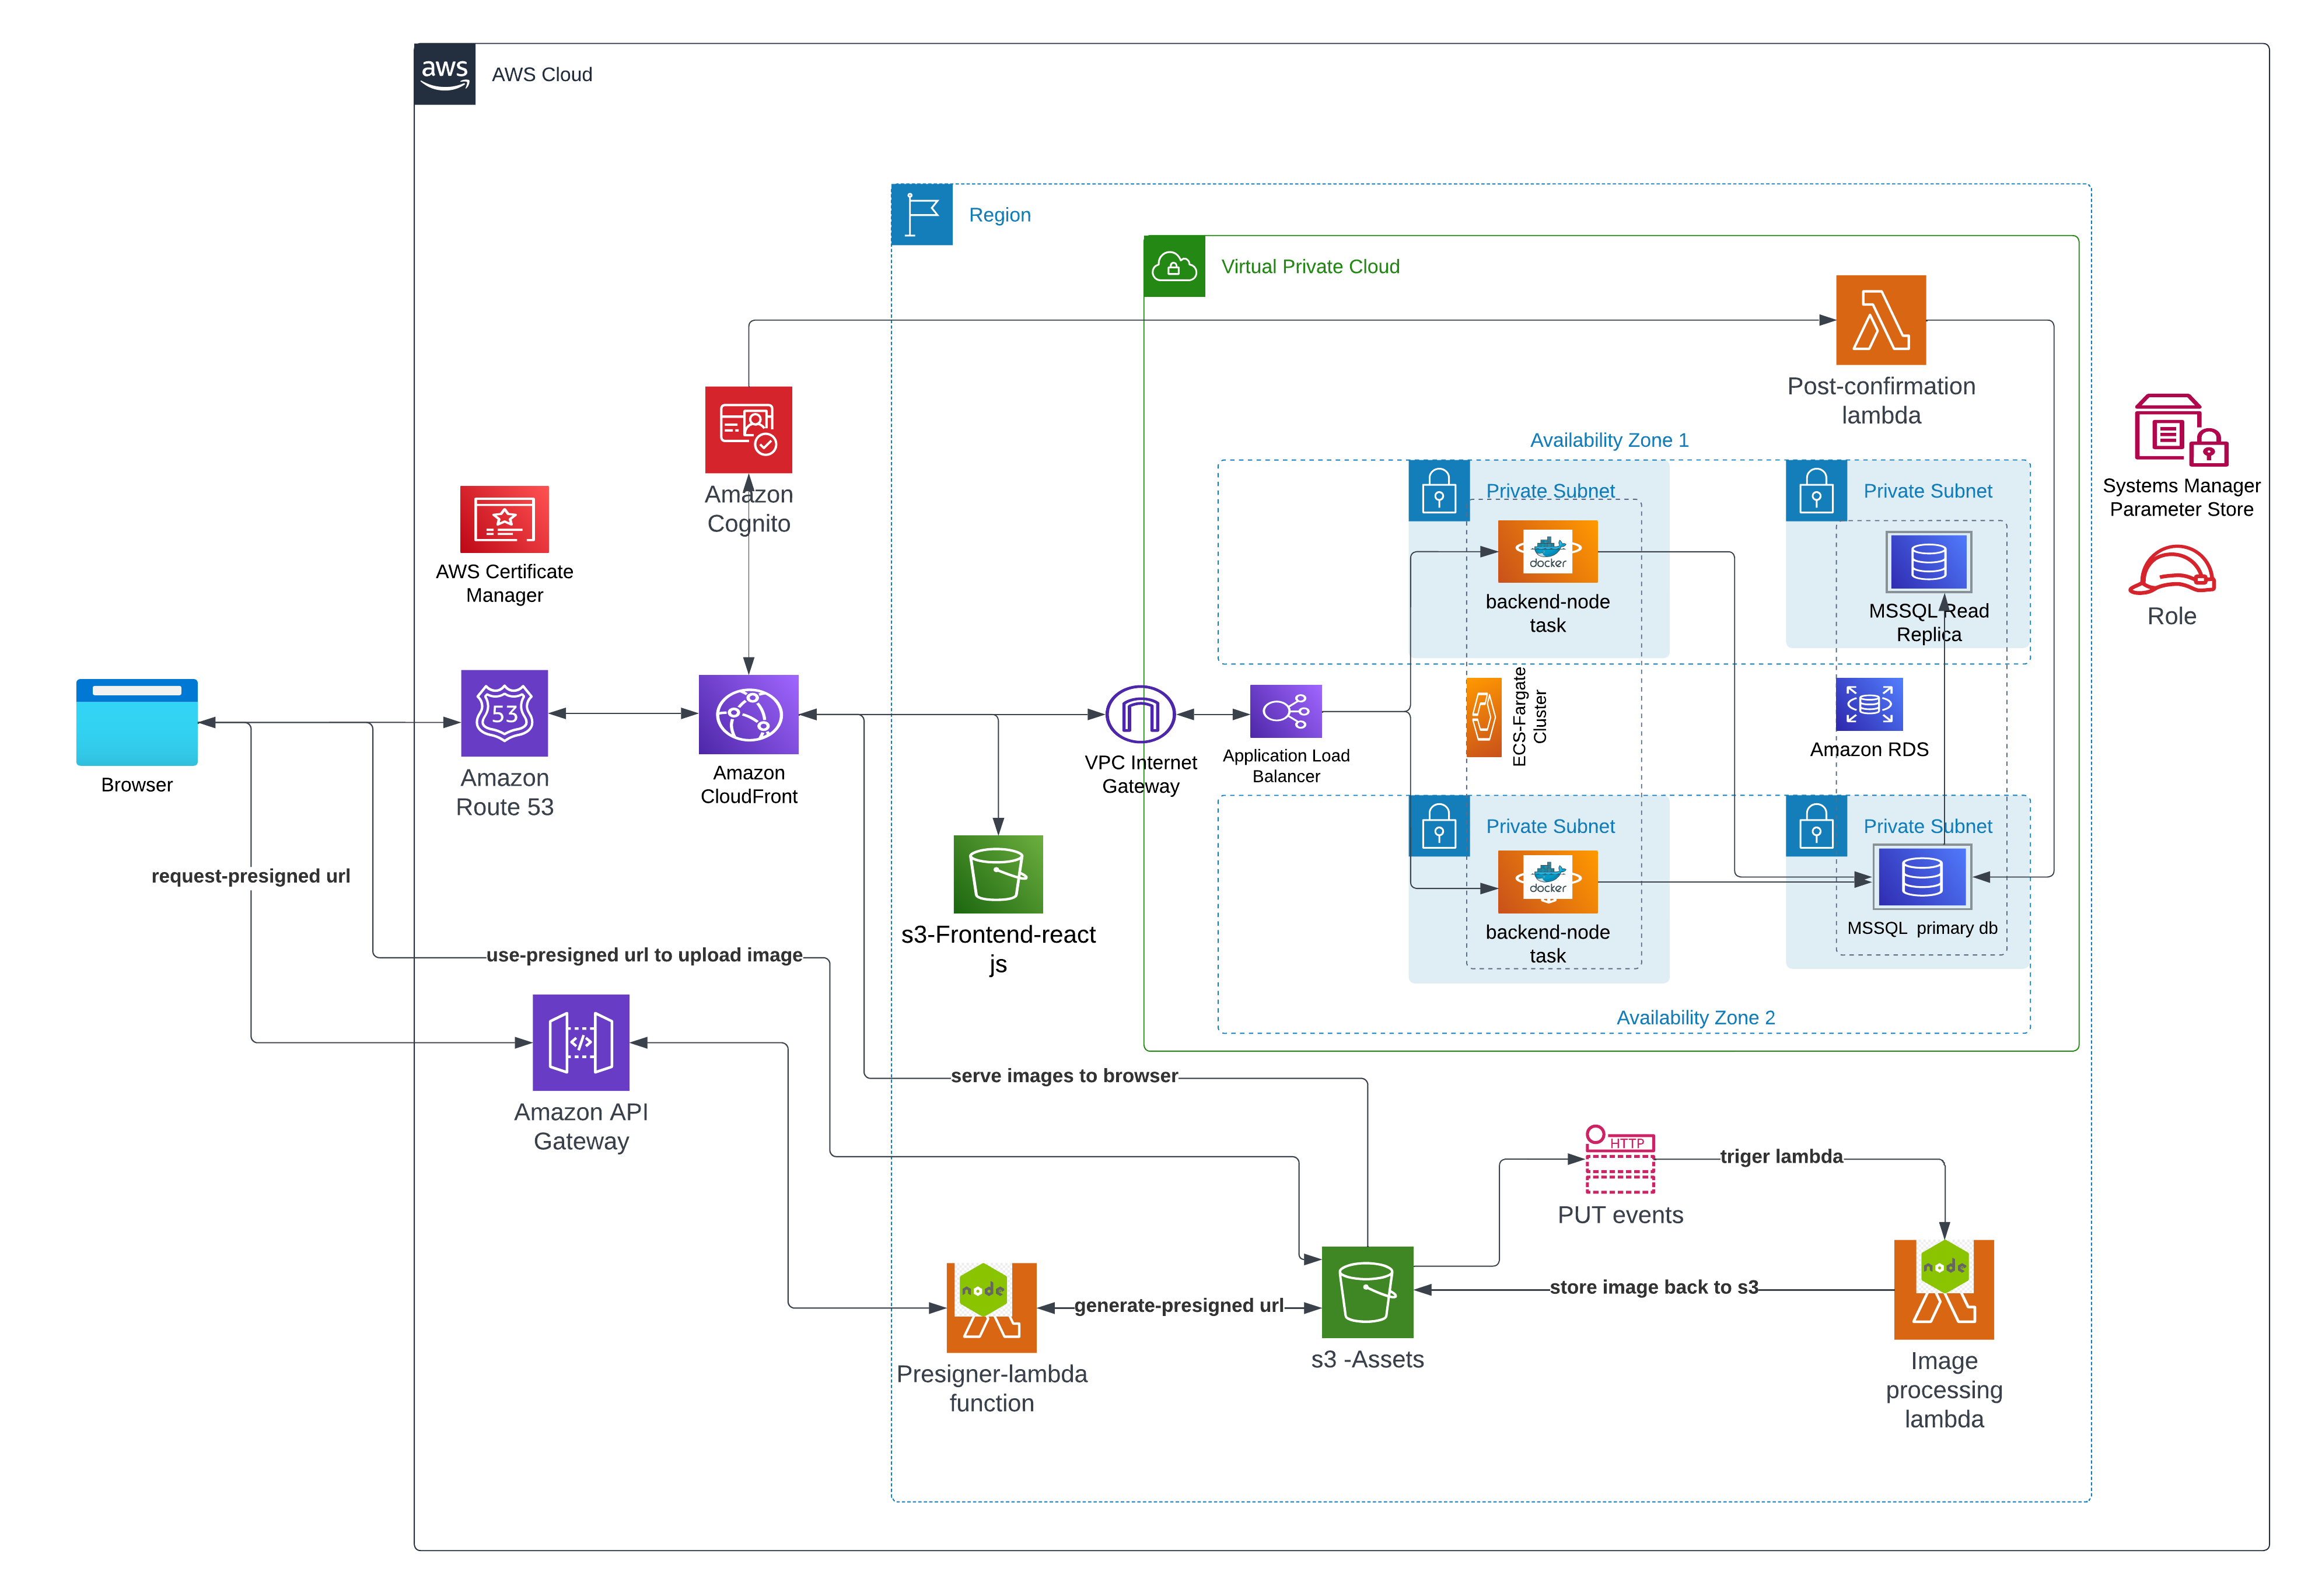 aws
AWS Cloud
Region
Virtual Private Cloud
Post-confirmation
lambda
Amazon
Cognito
AWS Certificate
Manager
Availability Zone 1
Private Subnet
Private Subnet
docker
backend-node
task
MSSQL Read
Replica
Systems Manager
Parameter Store
Role
Browser
53
Amazon
Route 53
Amazon
CloudFront
VPC Internet
Gateway
Application Load
Balancer
ECS-Fargate
Cluster
Amazon RDS
Private Subnet
Private Subnet
docker
backend-node
task
MSSQL  primary db
Availability Zone 2
s3-Frontend-react
js
request-presigned url
use-presigned url to upload image
</>
Amazon API
Gateway
serve images to browser
HTTP
PUT events
triger lambda
node
Presigner-lambda
function
generate-presigned url
s3 -Assets
store image back to s3
node
Image
processing
lambda